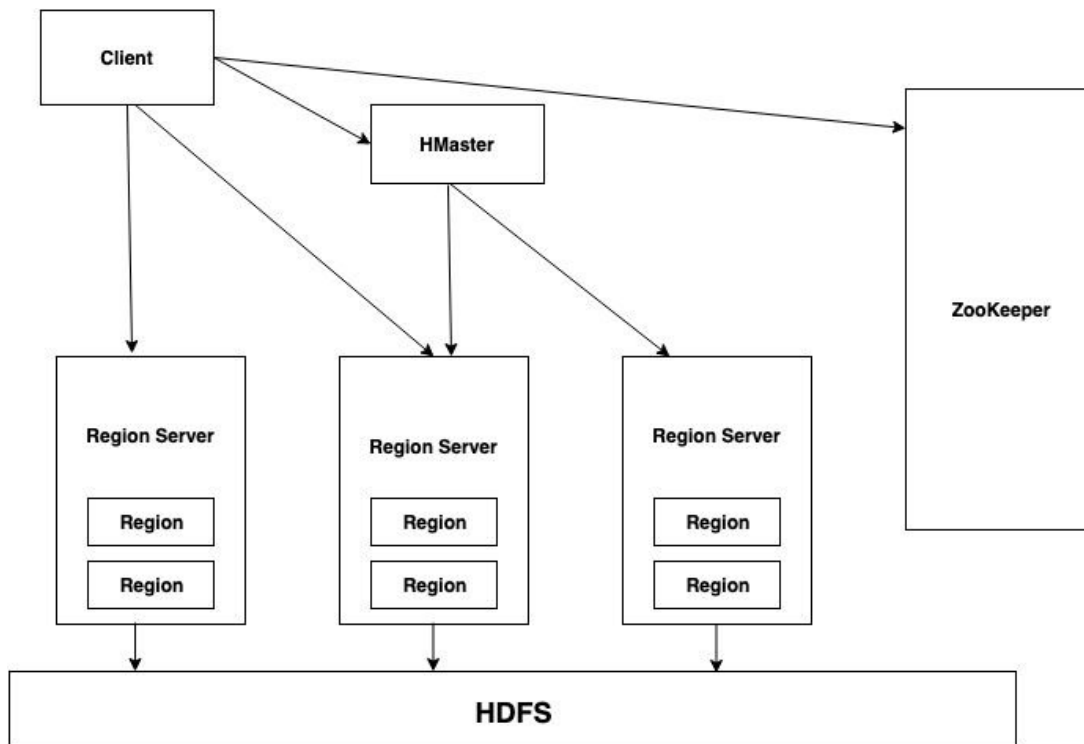 Client
HMaster
ZooKeeper
Region Server
Region Server
Region Server
Region
Region
Region
Region
Region
Region
HDFS